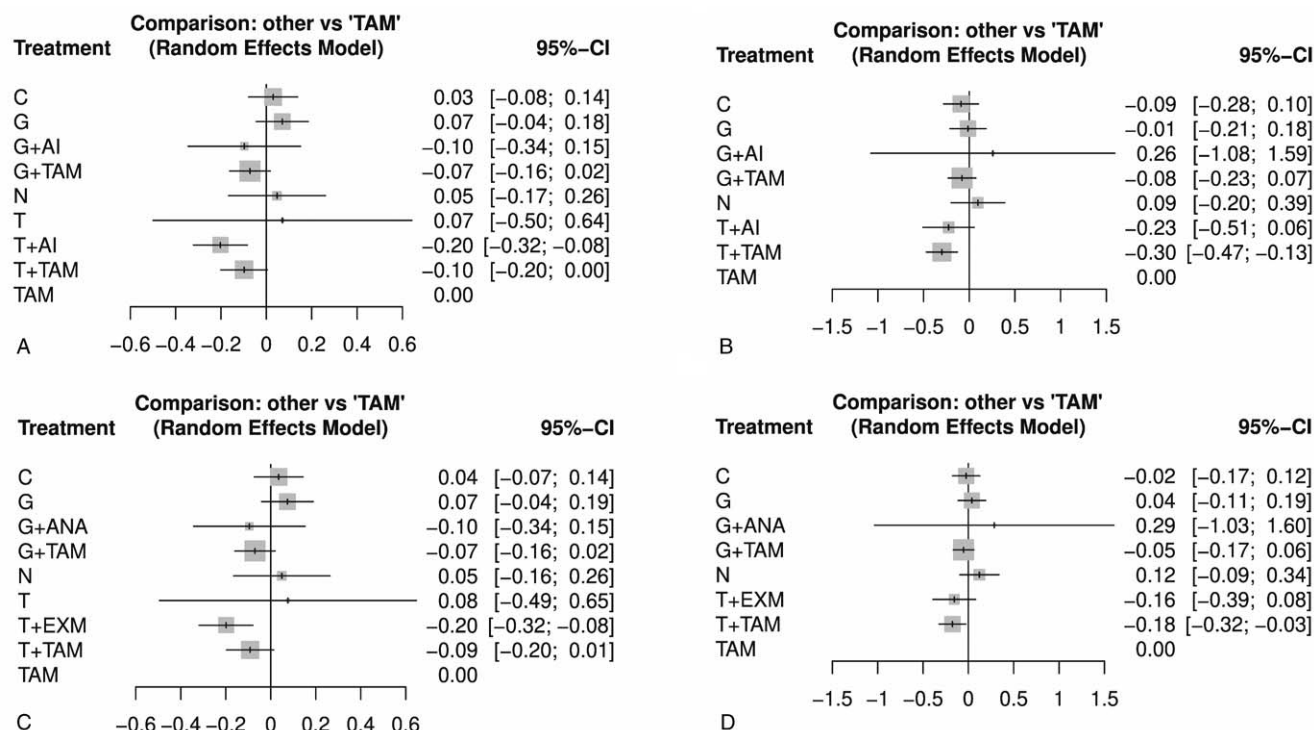 Comparison: other vs 'TAM'
Treatment (Random Effects Model) 95%−CI
C 0.03 [−0.08; 0.14]
G 0.07 [−0.04; 0.18]
G+AI −0.10 [−0.34; 0.15]
G+TAM −0.07 [−0.16; 0.02]
N 0.05 [−0.17; 0.26]
T 0.07 [−0.50; 0.64]
T+AI −0.20 [−0.32; −0.08]
T+TAM −0.10 [−0.20; 0.00]
TAM 0.00
−0.6 −0.4 −0.2 0 0.2 0.4 0.6
A
Comparison: other vs 'TAM'
Treatment (Random Effects Model) 95%−CI
C −0.09 [−0.28; 0.10]
G −0.01 [−0.21; 0.18]
G+AI 0.26 [−1.08; 1.59]
G+TAM −0.08 [−0.23; 0.07]
N 0.09 [−0.20; 0.39]
T+AI −0.23 [−0.51; 0.06]
T+TAM −0.30 [−0.47; −0.13]
TAM 0.00
−1.5 −1 −0.5 0 0.5 1 1.5
B
Comparison: other vs 'TAM'
Treatment (Random Effects Model) 95%−CI
C 0.04 [−0.07; 0.14]
G 0.07 [−0.04; 0.19]
G+ANA −0.10 [−0.34; 0.15]
G+TAM −0.07 [−0.16; 0.02]
N 0.05 [−0.16; 0.26]
T 0.08 [−0.49; 0.65]
T+EXM −0.20 [−0.32; −0.08]
T+TAM −0.09 [−0.20; 0.01]
TAM 0.00
−0.6 −0.4 −0.2 0 0.2 0.4 0.6
C
Comparison: other vs 'TAM'
Treatment (Random Effects Model) 95%−CI
C −0.02 [−0.17; 0.12]
G 0.04 [−0.11; 0.19]
G+ANA 0.29 [−1.03; 1.60]
G+TAM −0.05 [−0.17; 0.06]
N 0.12 [−0.09; 0.34]
T+EXM −0.16 [−0.39; 0.08]
T+TAM −0.18 [−0.32; −0.03]
TAM 0.00
−1.5 −1 −0.5 0 0.5 1 1.5
D